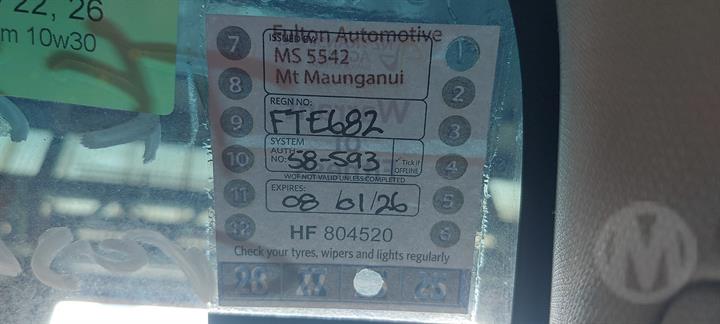 22, 26
10w30
Fulton Automotive
ISSUED BY:
MS 5542
Mt Maunganui
REGN NO:
FTE682
SYSTEM
AUTH
NO: 58-593
✓ Tick if
OFFLINE
WOF NOT VALID UNLESS COMPLETED
EXPIRES:
08/01/26
HF 804520
Check your tyres, wipers and lights regularly
7
8
9
10
11
12
1
2
3
4
5
6
M